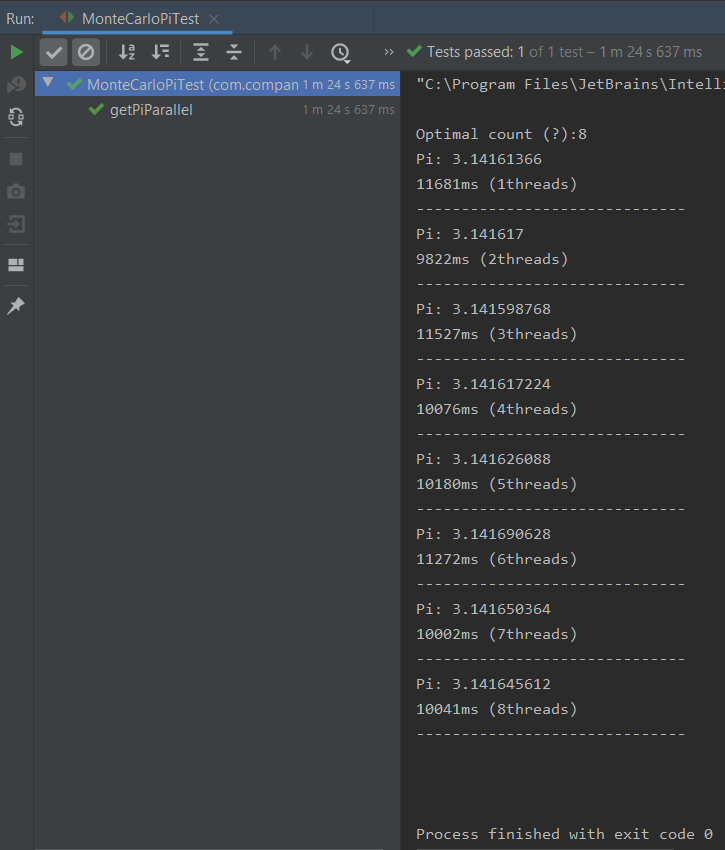 Run: MonteCarloPiTest
Tests passed: 1 of 1 test – 1 m 24 s 637 ms
MonteCarloPiTest (com.compan 1 m 24 s 637 ms
getPiParallel 1 m 24 s 637 ms
"C:\Program Files\JetBrains\Intell
Optimal count (?):8
Pi: 3.14161366
11681ms (1threads)
------------------------------
Pi: 3.141617
9822ms (2threads)
------------------------------
Pi: 3.141598768
11527ms (3threads)
------------------------------
Pi: 3.141617224
10076ms (4threads)
------------------------------
Pi: 3.141626088
10180ms (5threads)
------------------------------
Pi: 3.141690628
11272ms (6threads)
------------------------------
Pi: 3.141650364
10002ms (7threads)
------------------------------
Pi: 3.141645612
10041ms (8threads)
------------------------------
Process finished with exit code 0